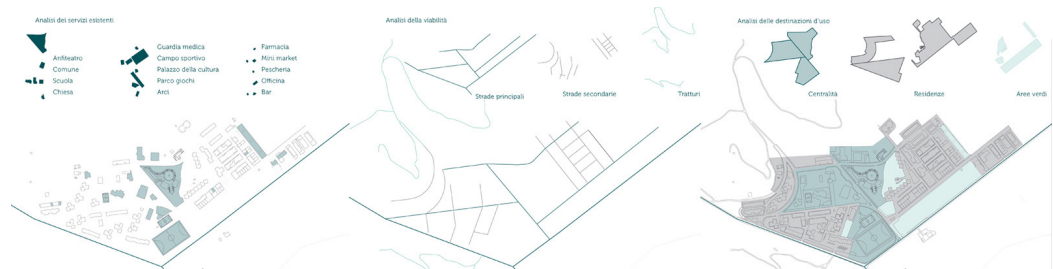 Analisi dei servizi esistenti
Anfiteatro
Comune
Scuola
Chiesa
Guardia medica
Campo sportivo
Palazzo della cultura
Parco giochi
Arci
Farmacia
Mini market
Pescheria
Officina
Bar
Analisi della viabilità
Strade principali
Strade secondarie
Tratturi
Analisi delle destinazioni d'uso
Centralità
Residenze
Aree verdi